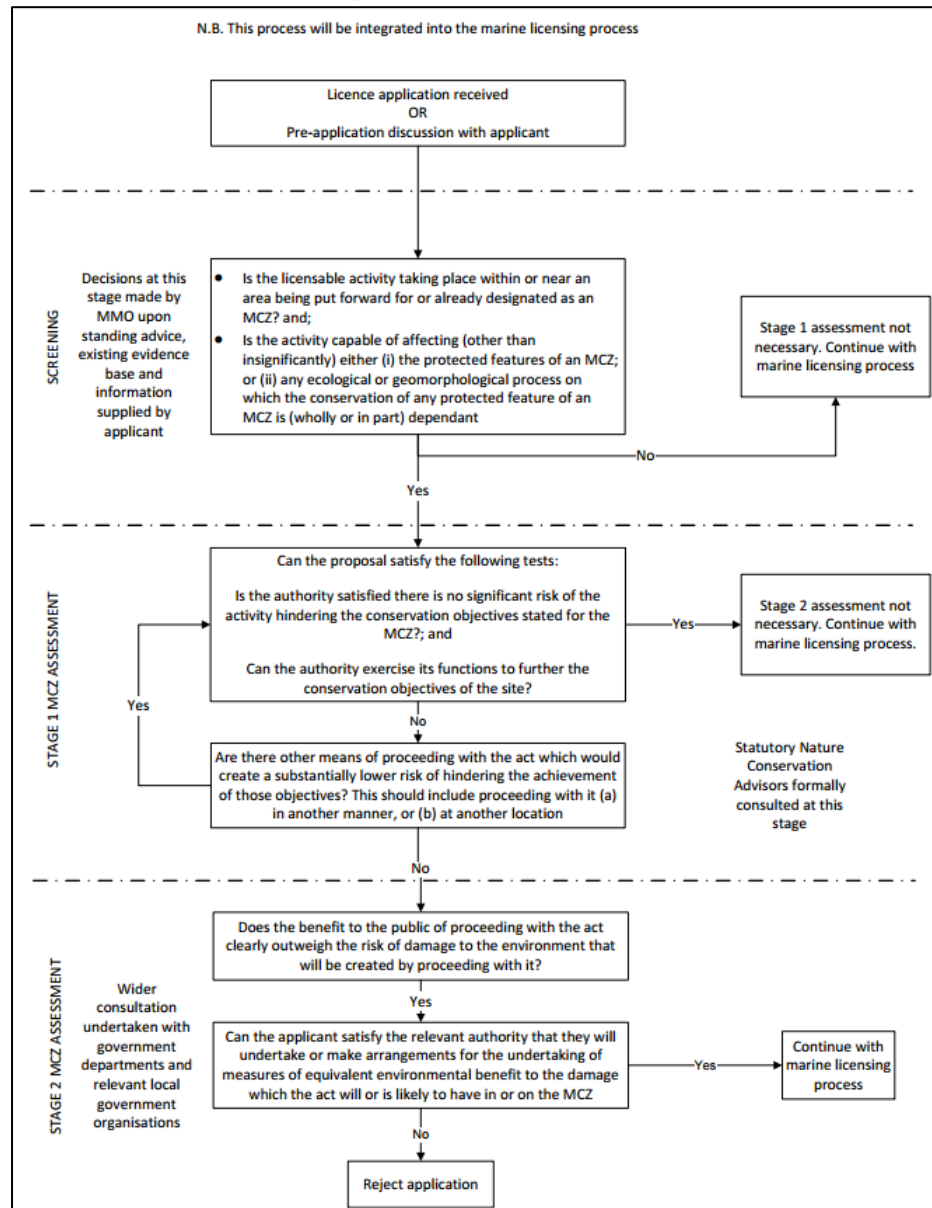 N.B. This process will be integrated into the marine licensing process
Licence application received
OR
Pre-application discussion with applicant
SCREENING
Decisions at this
stage made by
MMO upon
standing advice,
existing evidence
base and
information
supplied by
applicant
● Is the licensable activity taking place within or near an
area being put forward for or already designated as an
MCZ? and;
● Is the activity capable of affecting (other than
insignificantly) either (i) the protected features of an MCZ;
or (ii) any ecological or geomorphological process on
which the conservation of any protected feature of an
MCZ is (wholly or in part) dependant
Stage 1 assessment not
necessary. Continue with
marine licensing process
No
Yes
STAGE 1 MCZ ASSESSMENT
Can the proposal satisfy the following tests:
Is the authority satisfied there is no significant risk of the
activity hindering the conservation objectives stated for the
MCZ?; and
Can the authority exercise its functions to further the
conservation objectives of the site?
Yes
Stage 2 assessment not
necessary. Continue with
marine licensing process.
Yes
No
Are there other means of proceeding with the act which would
create a substantially lower risk of hindering the achievement
of those objectives? This should include proceeding with it (a)
in another manner, or (b) at another location
Statutory Nature
Conservation
Advisors formally
consulted at this
stage
No
STAGE 2 MCZ ASSESSMENT
Wider
consultation
undertaken with
government
departments and
relevant local
government
organisations
Does the benefit to the public of proceeding with the act
clearly outweigh the risk of damage to the environment that
will be created by proceeding with it?
Yes
Can the applicant satisfy the relevant authority that they will
undertake or make arrangements for the undertaking of
measures of equivalent environmental benefit to the damage
which the act will or is likely to have in or on the MCZ
Yes
Continue with
marine licensing
process
No
Reject application